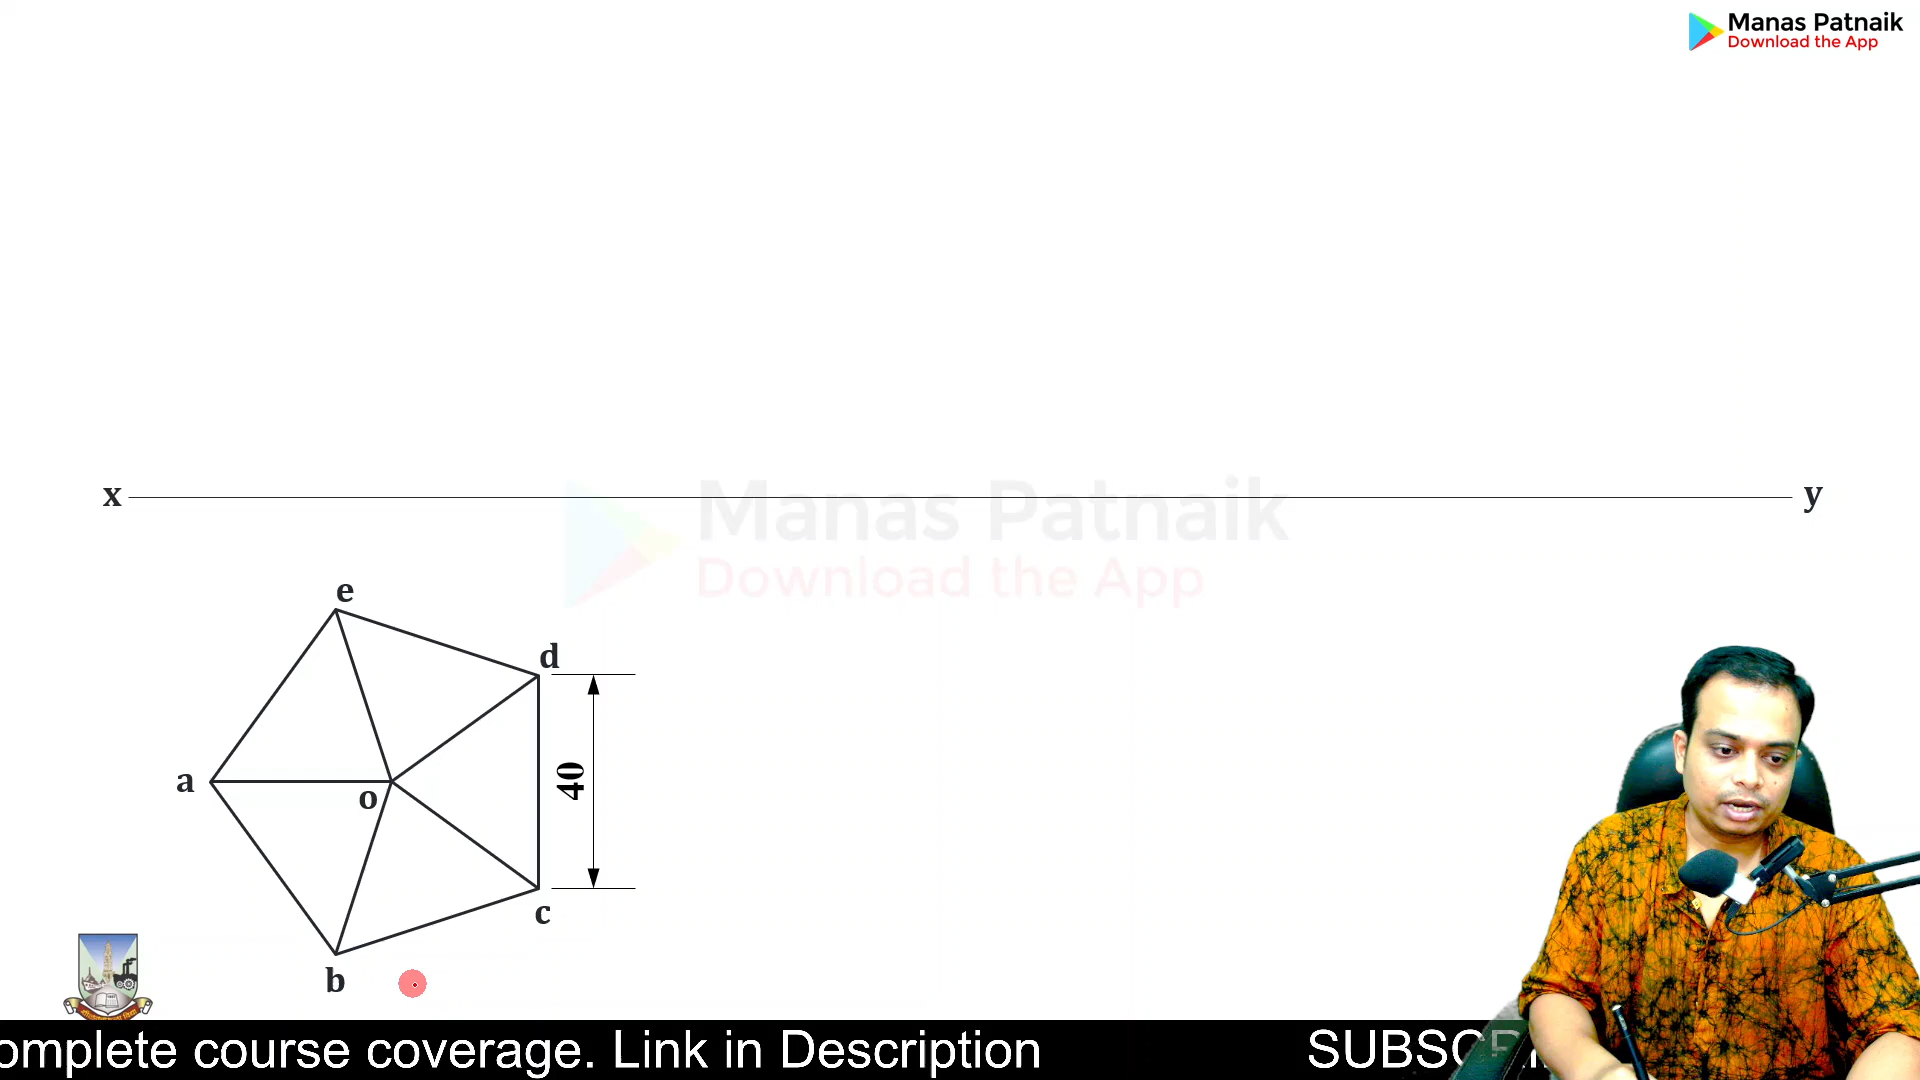 Manas Patnaik
Download the App
x
y
Manas Patnaik
Download the App
e
d
a
o
40
c
b
omplete course coverage. Link in Description
SUBSC